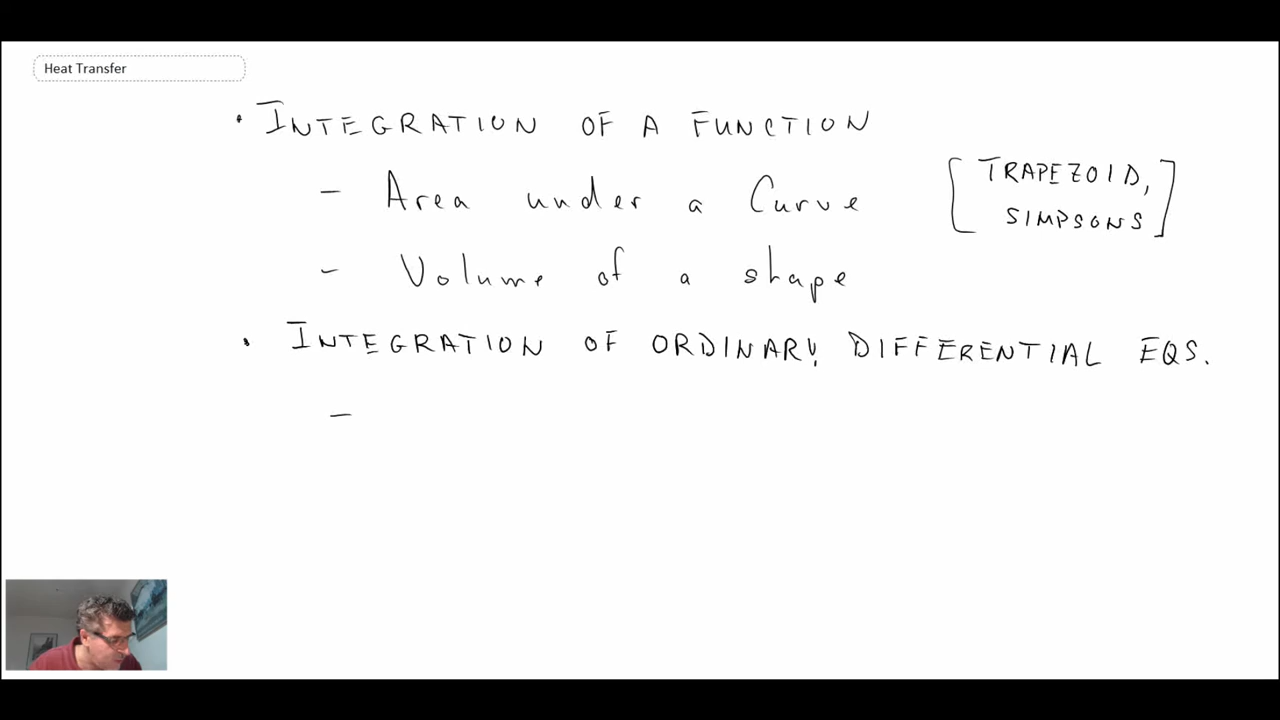 Heat Transfer
• INTEGRATION OF A FUNCTION
- Area under a Curve
[TRAPEZOID,
SIMPSONS]
- Volume of a shape
• INTEGRATION OF ORDINARY DIFFERENTIAL EQS.
-